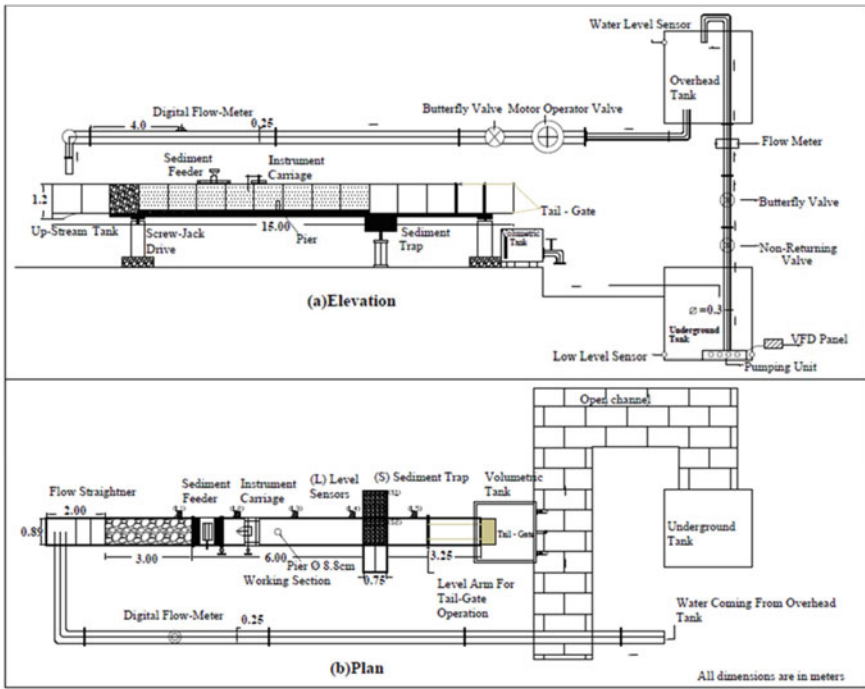 Water Level Sensor
Overhead
Tank
Digital Flow-Meter
Butterfly Valve
Motor Operator Valve
4.0
0.25
Flow Meter
Sediment
Feeder
Instrument
Carriage
1.2
Butterfly Valve
Tail - Gate
Up-Stream Tank
Screw-Jack
Drive
15.00
Pier
Sediment
Trap
Volumetric
Tank
Non-Returning
Valve
(a)Elevation
Ø =0.3
Underground
Tank
VFD Panel
Low Level Sensor
Pumping Unit
Open channel
Flow Straightner
Sediment
Feeder
Instrument
Carriage
(L) Level
Sensors
(S) Sediment Trap
Volumetric
Tank
2.00
0.89
Tail-Gate
Underground
Tank
3.00
6.00
Pier Ø 8.8cm
Working Section
0.75
3.25
Level Arm For
Tail-Gate
Operation
Digital Flow-Meter
0.25
Water Coming From Overhead
Tank
(b)Plan
All dimensions are in meters